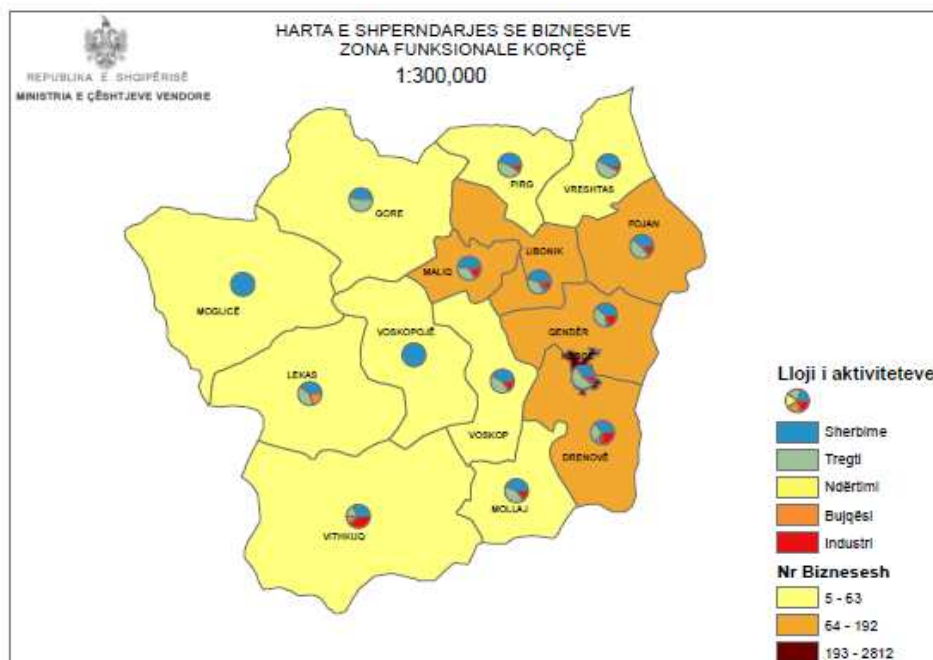 REPUBLIKA E SHQIPËRISË
MINISTRIA E ÇËSHTJEVE VENDORE
HARTA E SHPERNDARJES SE BIZNESEVE
ZONA FUNKSIONALE KORÇË
1:300,000
PIRG
VRESHTAS
GORE
POJAN
LIBONIK
MALIQ
MOGLICË
VOSKOPOJË
QENDËR
LEKAS
VOSKOP
DRENOVË
MOLLAJ
VITHKUQ
Lloji i aktiviteteve
Sherbime
Tregti
Ndërtimi
Bujqësi
Industri
Nr Biznesesh
5 - 63
64 - 192
193 - 2812